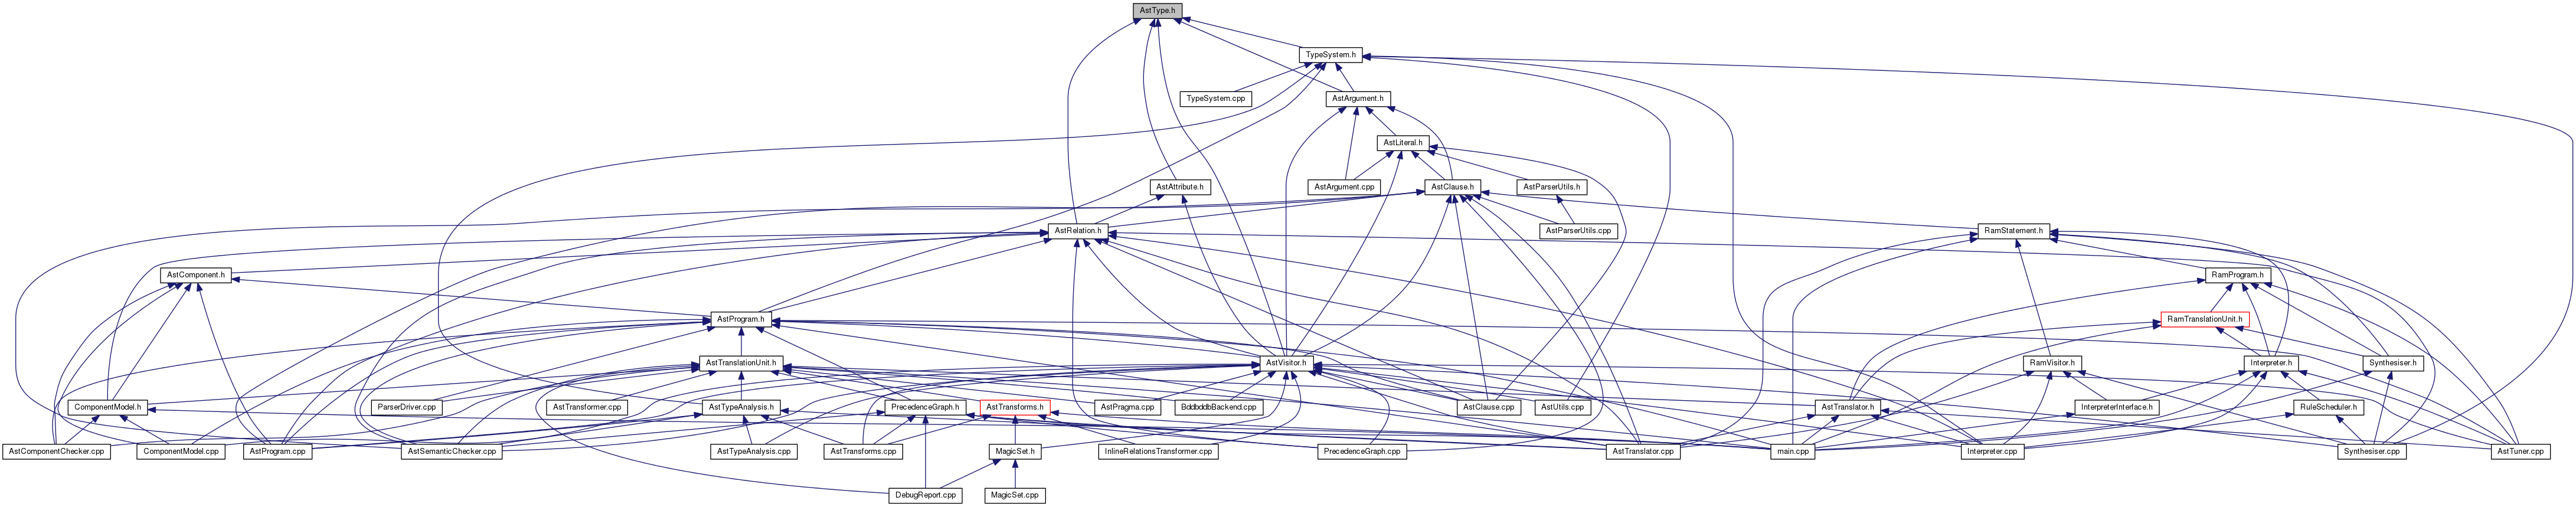 AstType.h
TypeSystem.h
TypeSystem.cpp
AstArgument.h
AstLiteral.h
AstAttribute.h
AstArgument.cpp
AstClause.h
AstParserUtils.h
AstRelation.h
AstParserUtils.cpp
RamStatement.h
AstComponent.h
RamProgram.h
AstProgram.h
RamTranslationUnit.h
AstTranslationUnit.h
AstVisitor.h
RamVisitor.h
Interpreter.h
Synthesiser.h
ComponentModel.h
ParserDriver.cpp
AstTransformer.cpp
AstTypeAnalysis.h
PrecedenceGraph.h
AstTransforms.h
AstPragma.cpp
BddbddbBackend.cpp
AstClause.cpp
AstUtils.cpp
AstTranslator.h
InterpreterInterface.h
RuleScheduler.h
AstComponentChecker.cpp
ComponentModel.cpp
AstProgram.cpp
AstSemanticChecker.cpp
AstTypeAnalysis.cpp
AstTransforms.cpp
MagicSet.h
InlineRelationsTransformer.cpp
PrecedenceGraph.cpp
AstTranslator.cpp
main.cpp
Interpreter.cpp
Synthesiser.cpp
AstTuner.cpp
DebugReport.cpp
MagicSet.cpp